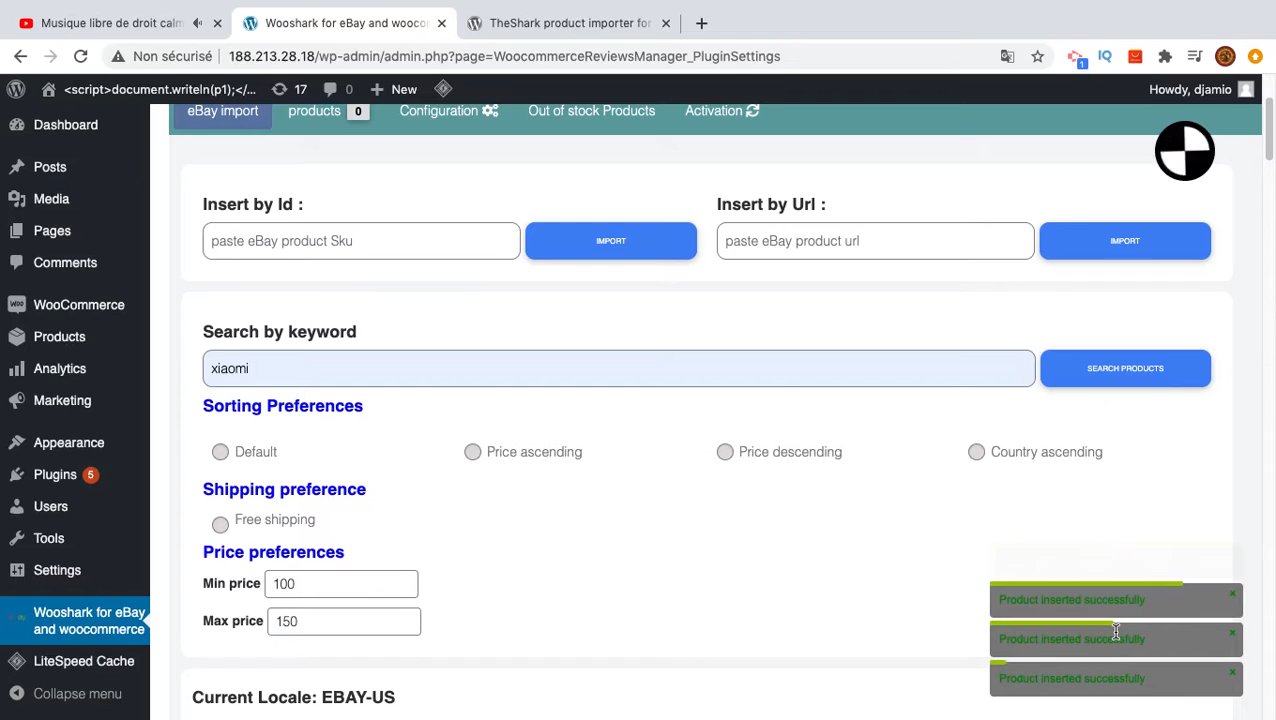 Musique libre de droit calm
Wooshark for eBay and wooco
TheShark product importer for
Non sécurisé
188.213.28.18/wp-admin/admin.php?page=WoocommerceReviewsManager_PluginSettings
1
<script>document.writeln(p1);</...
17
0
New
Howdy, djamio
Dashboard
Posts
Media
Pages
Comments
WooCommerce
Products
Analytics
Marketing
Appearance
Plugins 5
Users
Tools
Settings
Wooshark for eBay
and woocommerce
LiteSpeed Cache
Collapse menu
eBay import
products 0
Configuration
Out of stock Products
Activation
Insert by Id :
paste eBay product Sku
IMPORT
Insert by Url :
paste eBay product url
IMPORT
Search by keyword
xiaomi
SEARCH PRODUCTS
Sorting Preferences
Default
Price ascending
Price descending
Country ascending
Shipping preference
Free shipping
Price preferences
Min price 100
Max price 150
Current Locale: EBAY-US
Product inserted successfully
Product inserted successfully
Product inserted successfully